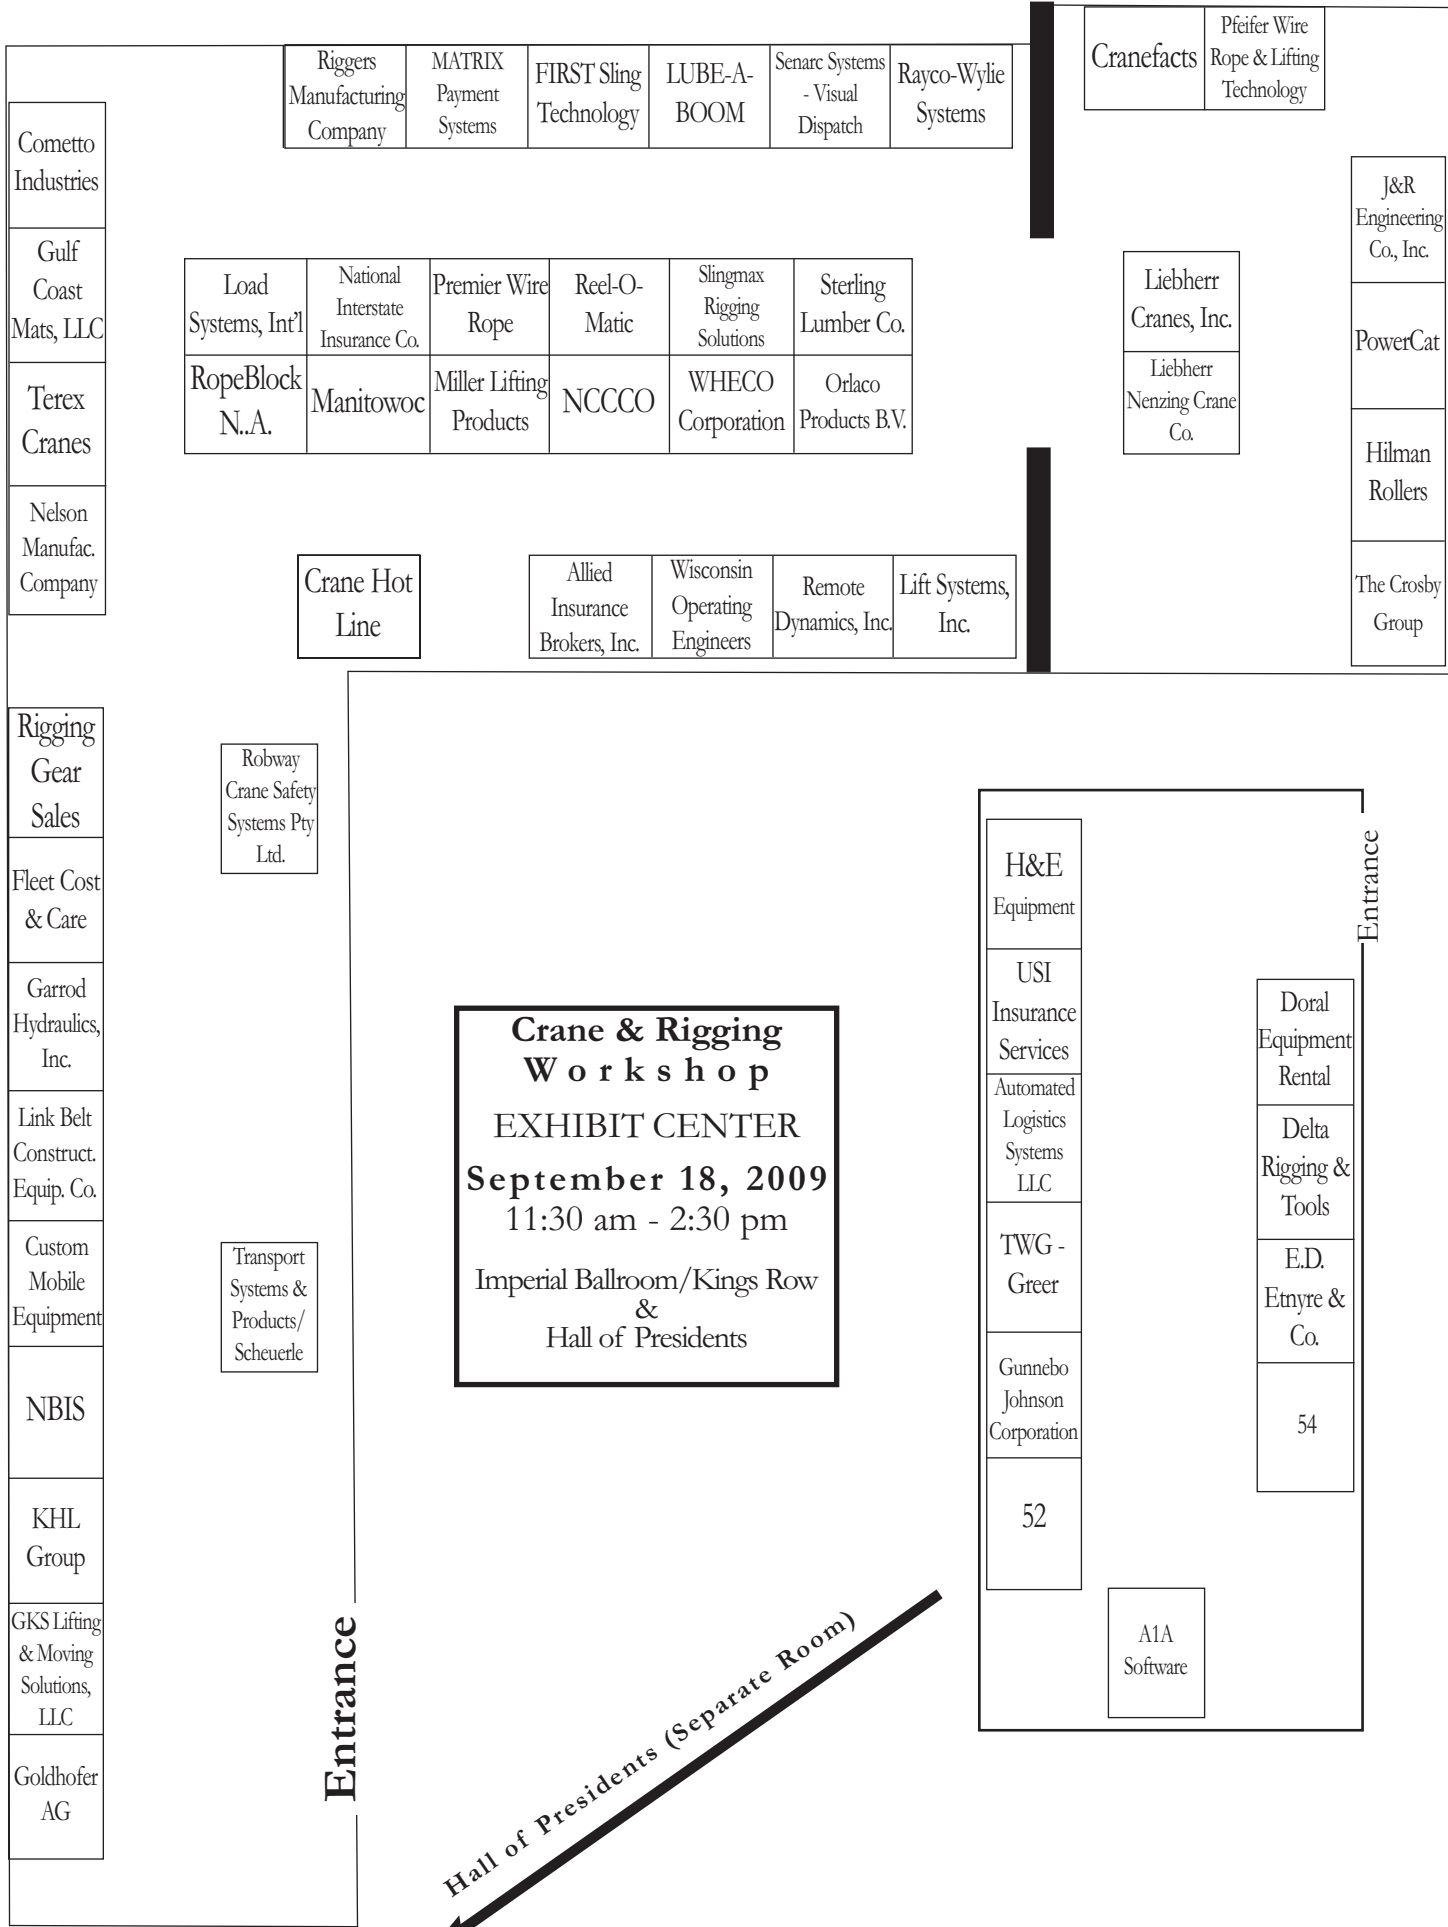 Riggers
Manufacturing
Company
MATRIX
Payment
Systems
FIRST Sling
Technology
LUBE-A-
BOOM
Senarc Systems
- Visual
Dispatch
Rayco-Wylie
Systems
Cranefacts
Pfeifer Wire
Rope & Lifting
Technology
Cometto
Industries
Gulf
Coast
Mats, LLC
Terex
Cranes
Nelson
Manufac.
Company
Load
Systems, Int'l
National
Interstate
Insurance Co.
Premier Wire
Rope
Reel-O-
Matic
Slingmax
Rigging
Solutions
Sterling
Lumber Co.
RopeBlock
N..A.
Manitowoc
Miller Lifting
Products
NCCCO
WHECO
Corporation
Orlaco
Products B.V.
Liebherr
Cranes, Inc.
Liebherr
Nenzing Crane
Co.
J&R
Engineering
Co., Inc.
PowerCat
Hilman
Rollers
The Crosby
Group
Crane Hot
Line
Allied
Insurance
Brokers, Inc.
Wisconsin
Operating
Engineers
Remote
Dynamics, Inc.
Lift Systems,
Inc.
Rigging
Gear
Sales
Fleet Cost
& Care
Garrod
Hydraulics,
Inc.
Link Belt
Construct.
Equip. Co.
Custom
Mobile
Equipment
NBIS
KHL
Group
GKS Lifting
& Moving
Solutions,
LLC
Goldhofer
AG
Robway
Crane Safety
Systems Pty
Ltd.
Transport
Systems &
Products/
Scheuerle
Entrance
Crane & Rigging
Workshop
EXHIBIT CENTER
September 18, 2009
11:30 am - 2:30 pm
Imperial Ballroom/Kings Row
&
Hall of Presidents
Hall of Presidents (Separate Room)
H&E
Equipment
USI
Insurance
Services
Automated
Logistics
Systems
LLC
TWG -
Greer
Gunnebo
Johnson
Corporation
52
Entrance
Doral
Equipment
Rental
Delta
Rigging &
Tools
E.D.
Etnyre &
Co.
54
A1A
Software